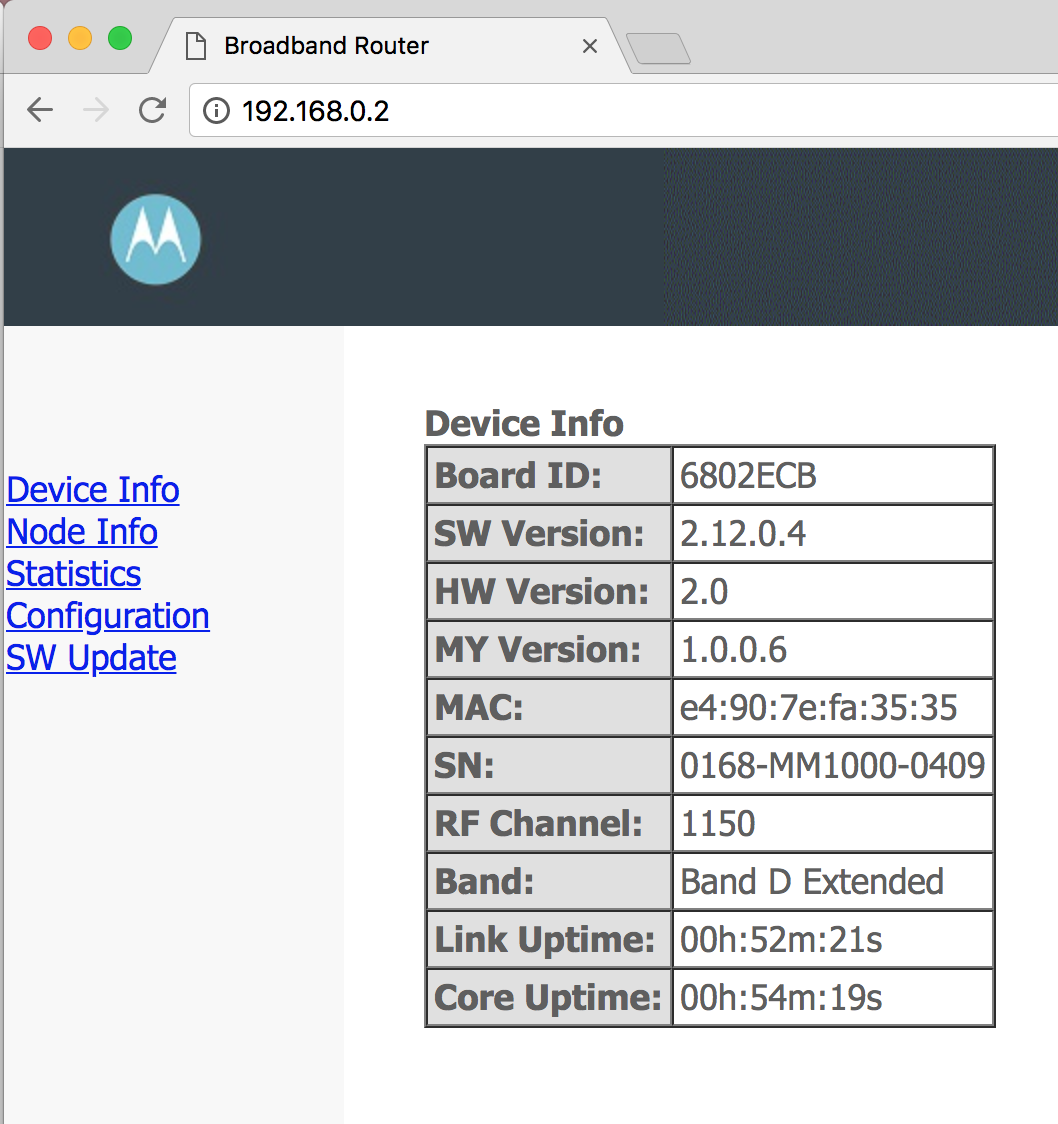 Broadband Router
192.168.0.2
Device Info
Node Info
Statistics
Configuration
SW Update
Device Info
Board ID: 6802ECB
SW Version: 2.12.0.4
HW Version: 2.0
MY Version: 1.0.0.6
MAC: e4:90:7e:fa:35:35
SN: 0168-MM1000-0409
RF Channel: 1150
Band: Band D Extended
Link Uptime: 00h:52m:21s
Core Uptime: 00h:54m:19s